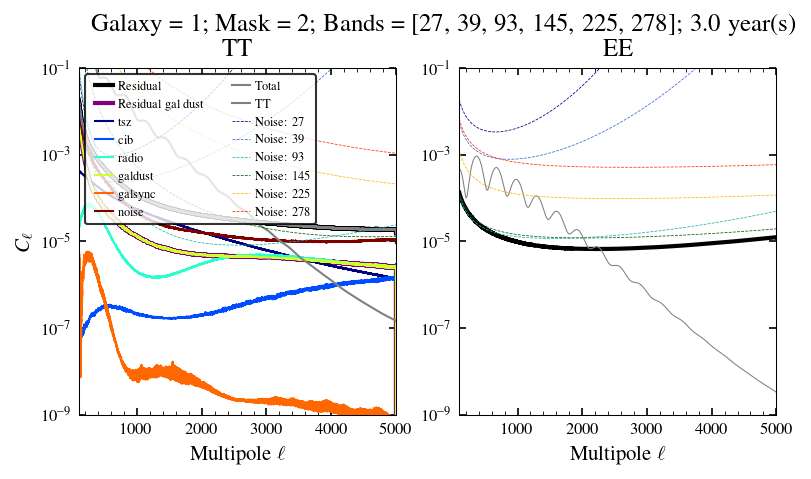 Galaxy = 1; Mask = 2; Bands = [27, 39, 93, 145, 225, 278]; 3.0 year(s)
TT
EE
Residual
Residual gal dust
tsz
cib
radio
galdust
galsync
noise
Total
TT
Noise: 27
Noise: 39
Noise: 93
Noise: 145
Noise: 225
Noise: 278
C_ℓ
10^{-1}
10^{-3}
10^{-5}
10^{-7}
10^{-9}
1000 2000 3000 4000 5000
Multipole ℓ
10^{-1}
10^{-3}
10^{-5}
10^{-7}
10^{-9}
1000 2000 3000 4000 5000
Multipole ℓ